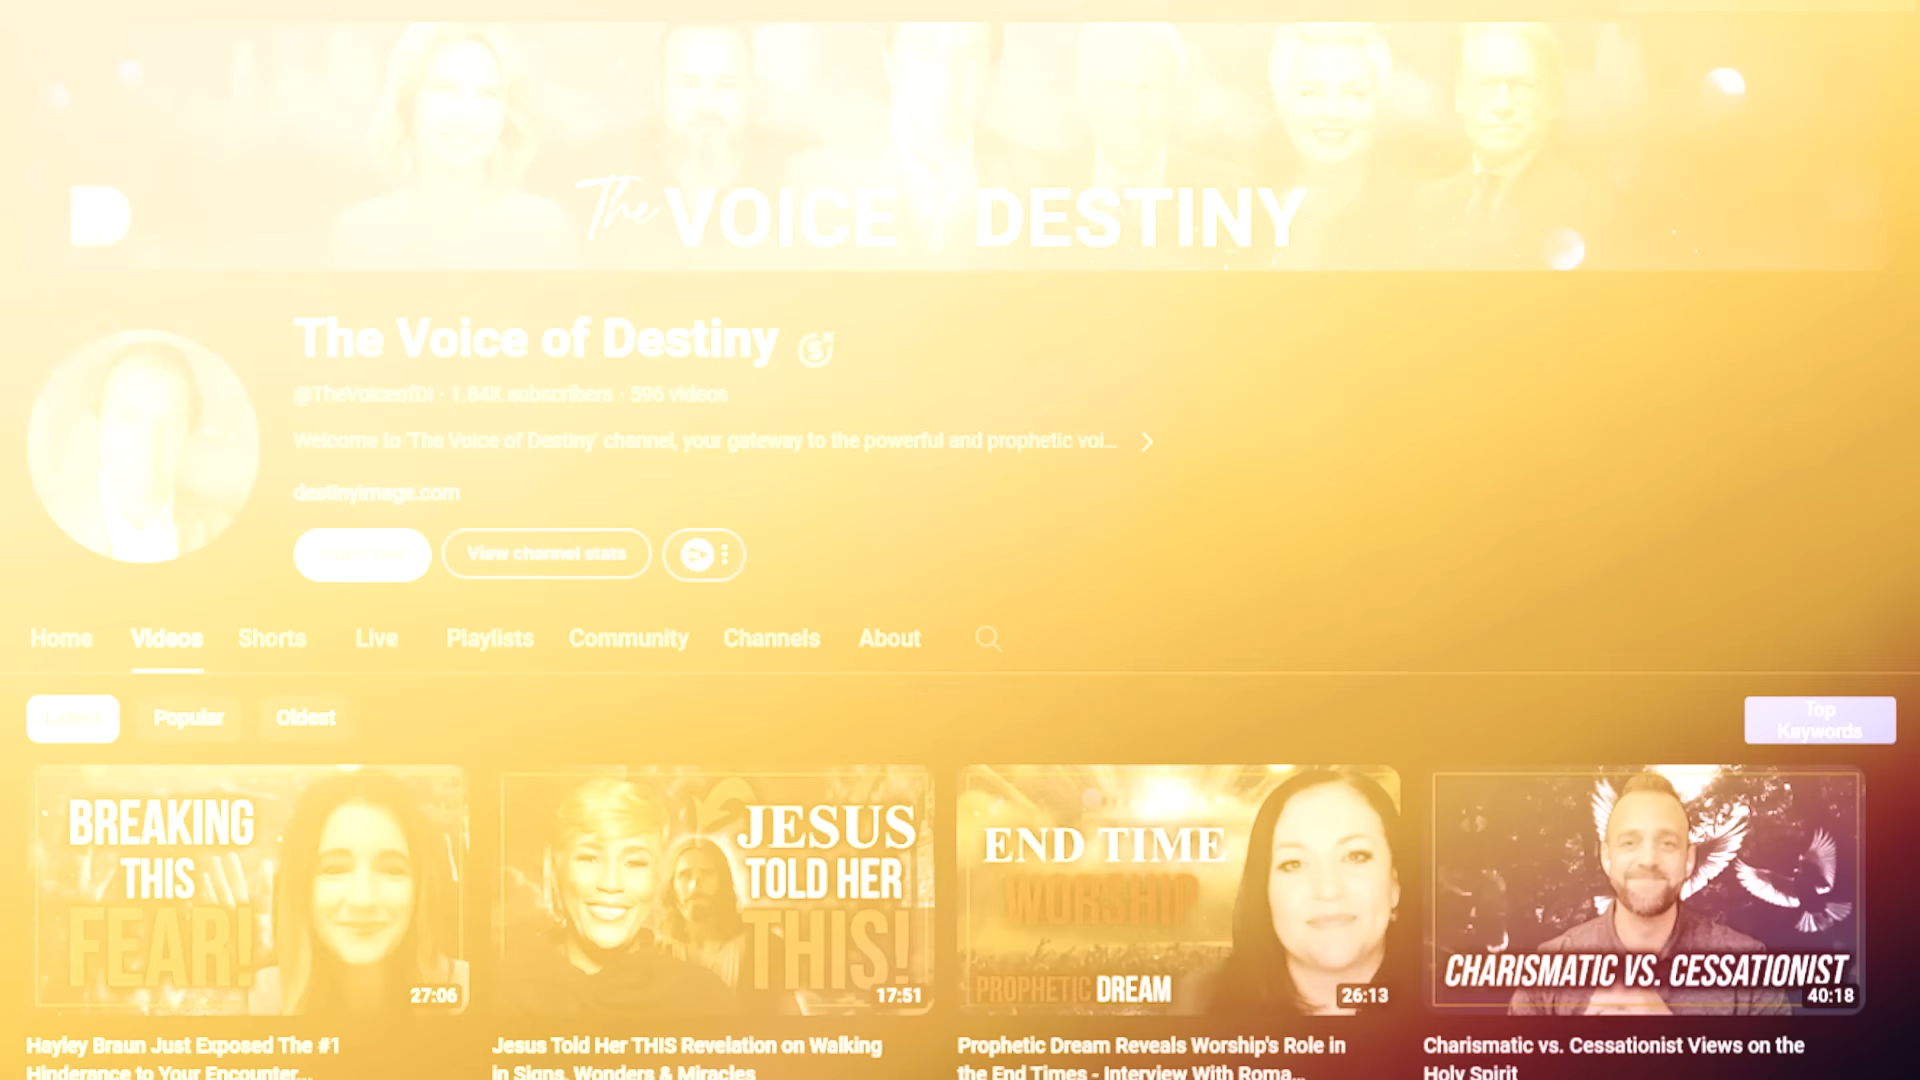 The VOICE OF DESTINY
The Voice of Destiny
@TheVoiceofDI · 1.84K subscribers · 596 videos
Welcome to 'The Voice of Destiny' channel, your gateway to the powerful and prophetic voi...
destinyimage.com
View channel stats
Home Videos Shorts Live Playlists Community Channels About
Latest Popular Oldest
Top
Keywords
BREAKING
THIS
FEAR!
27:06
JESUS
TOLD HER
THIS!
17:51
END TIME
WORSHIP
PROPHETIC DREAM
26:13
CHARISMATIC VS. CESSATIONIST
40:18
Hayley Braun Just Exposed The #1
Hinderance to Your Encounter...
Jesus Told Her THIS Revelation on Walking
in Signs, Wonders & Miracles
Prophetic Dream Reveals Worship's Role in
the End Times - Interview With Roma...
Charismatic vs. Cessationist Views on the
Holy Spirit